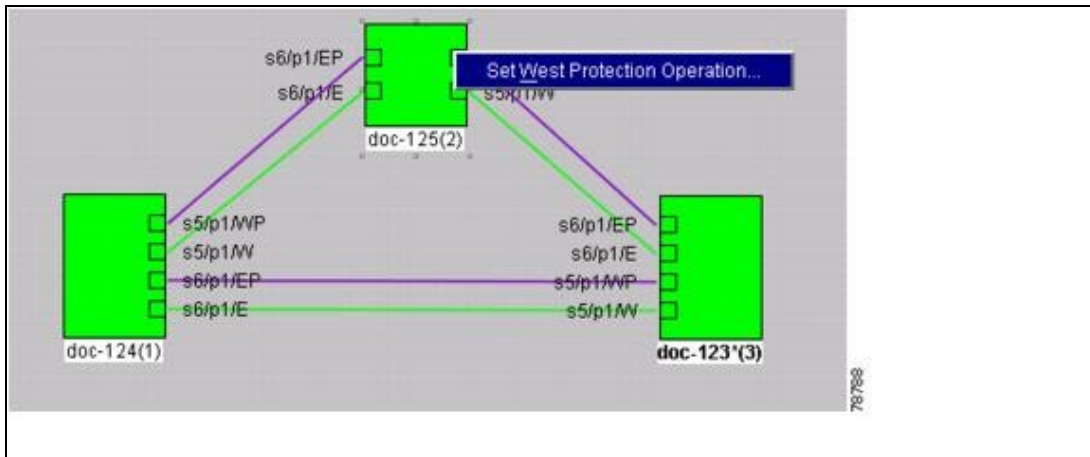 s6/p1/EP
Set West Protection Operation...
s6/p1/E
s5/p1/W
doc-125(2)
s5/p1/WP
s6/p1/EP
s5/p1/W
s6/p1/E
s6/p1/EP
s5/p1/WP
s6/p1/E
s5/p1/W
doc-124(1)
doc-123*(3)
78788